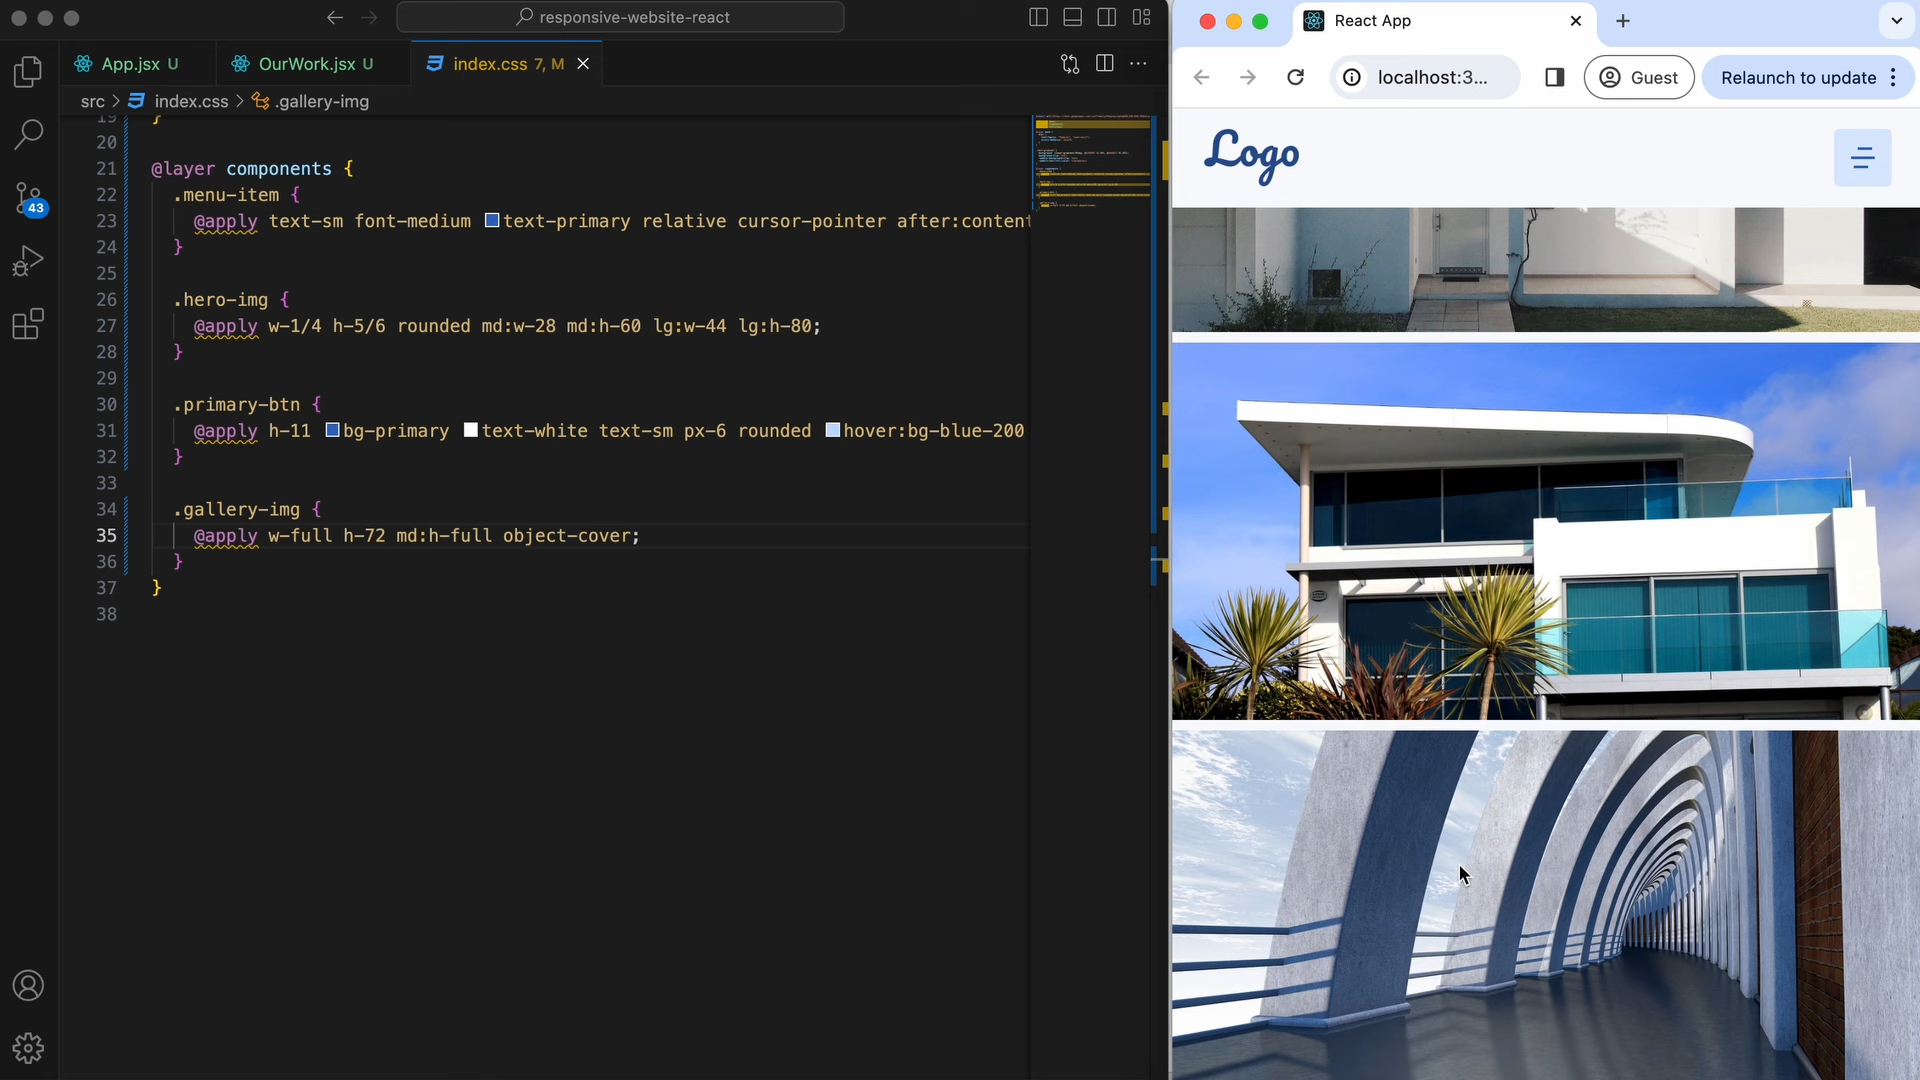 responsive-website-react
App.jsx U
OurWork.jsx U
index.css 7, M
src > index.css > .gallery-img
19 }
20
21 @layer components {
22 .menu-item {
23 @apply text-sm font-medium text-primary relative cursor-pointer after:content
24 }
25
26 .hero-img {
27 @apply w-1/4 h-5/6 rounded md:w-28 md:h-60 lg:w-44 lg:h-80;
28 }
29
30 .primary-btn {
31 @apply h-11 bg-primary text-white text-sm px-6 rounded hover:bg-blue-200
32 }
33
34 .gallery-img {
35 @apply w-full h-72 md:h-full object-cover;
36 }
37 }
38
43
React App
localhost:3...
Guest
Relaunch to update
Logo